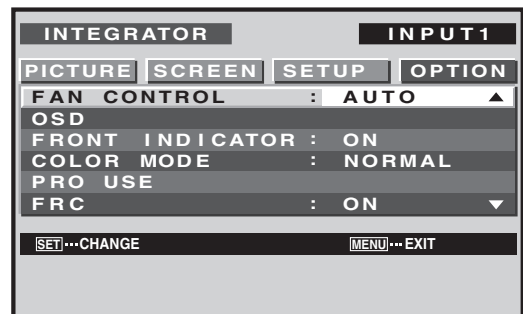 INTEGRATOR INPUT1
PICTURE SCREEN SETUP OPTION
FAN CONTROL : AUTO ▲
OSD
FRONT INDICATOR : ON
COLOR MODE : NORMAL
PRO USE
FRC : ON ▼
SET···CHANGE MENU···EXIT